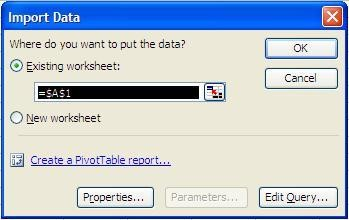 Import Data
Where do you want to put the data?
OK
Existing worksheet:
Cancel
=$A$1
New worksheet
Create a PivotTable report...
Properties...
Parameters...
Edit Query...